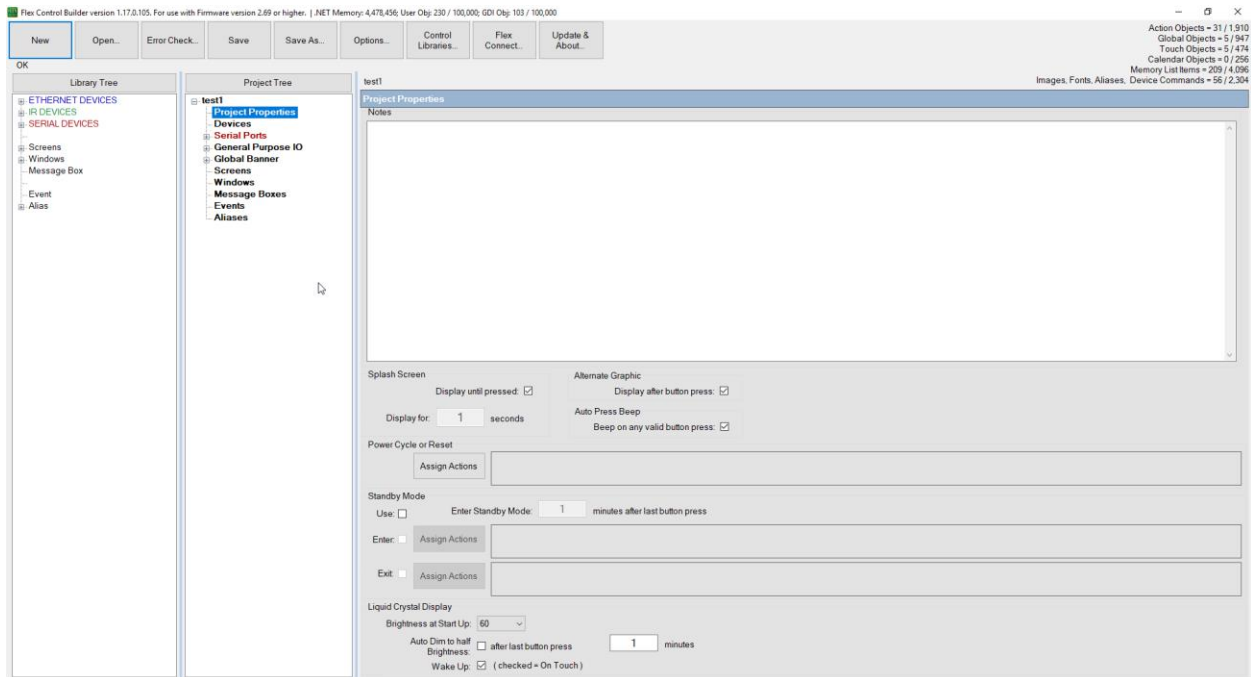 Flex Control Builder version 1.17.0.105. For use with Firmware version 2.69 or higher. | .NET Memory: 4,478,456; User Obj: 230 / 100,000; GDI Obj: 103 / 100,000
New
Open...
Error Check...
Save
Save As...
Options...
Control Libraries...
Flex Connect...
Update & About...
Action Objects = 31 / 1,910
Global Objects = 5 / 947
Touch Objects = 5 / 474
Calendar Objects = 0 / 256
Memory List Items = 209 / 4,096
Images, Fonts, Aliases, Device Commands = 56 / 2,304
OK
Library Tree
ETHERNET DEVICES
IR DEVICES
SERIAL DEVICES
Screens
Windows
Message Box
Event
Alias
Project Tree
test1
Project Properties
Devices
Serial Ports
General Purpose IO
Global Banner
Screens
Windows
Message Boxes
Events
Aliases
test1
Project Properties
Notes
Splash Screen
Display until pressed:
Display for: 1 seconds
Alternate Graphic
Display after button press:
Auto Press Beep
Beep on any valid button press:
Power Cycle or Reset
Assign Actions
Standby Mode
Use: Enter Standby Mode: 1 minutes after last button press
Enter: Assign Actions
Exit: Assign Actions
Liquid Crystal Display
Brightness at Start Up: 60
Auto Dim to half
Brightness: after last button press 1 minutes
Wake Up: ( checked = On Touch )